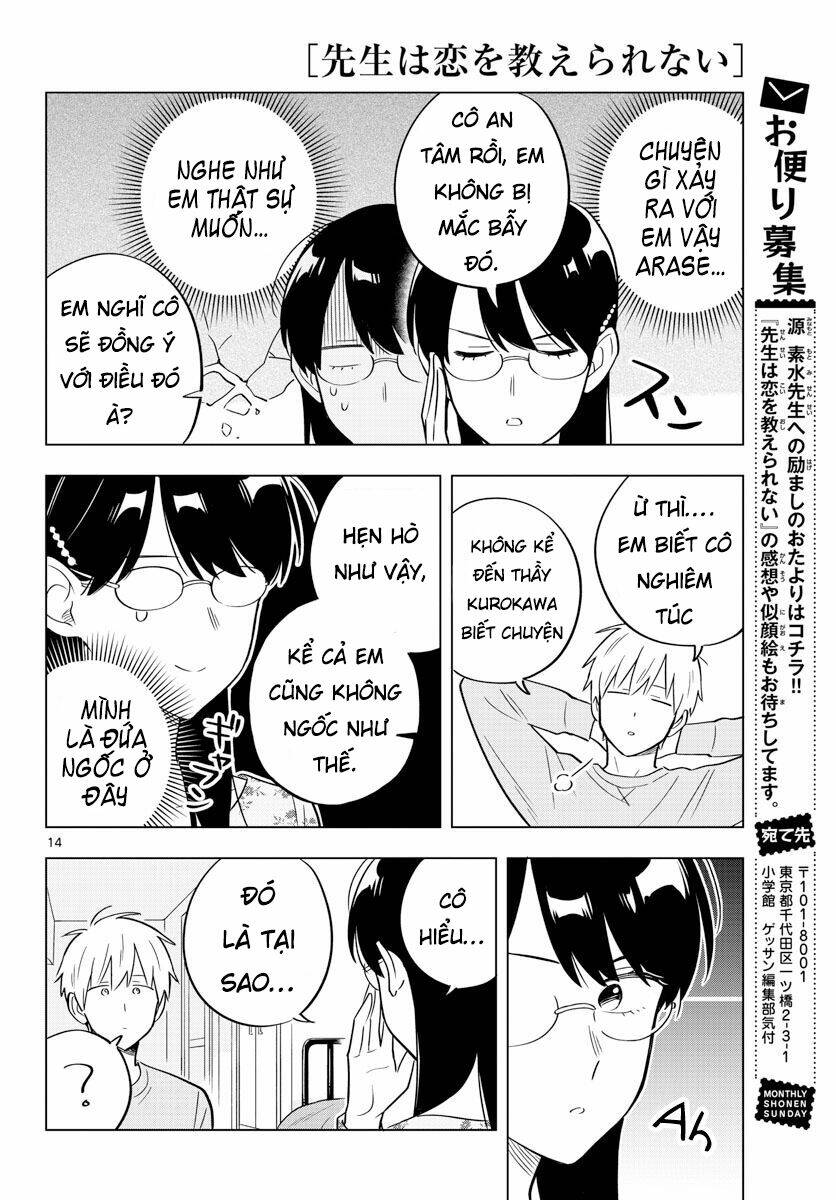 [先生は恋を教えられない]
お便り募集
源素水先生への励ましのおたよりはコチラ!!
『先生は恋を教えられない』の感想や似顔絵もお待ちしてます。
宛て先
〒101-8001
東京都千代田区一ツ橋2-3-1
小学館 ゲッサン編集部気付
MONTHLY
SHONEN
SUNDAY
CHUYỆN
GÌ XẢY
RA VỚI
EM VẬY
ARASE...
CÔ AN
TÂM RỒI, EM
KHÔNG BỊ
MẮC BẪY
ĐÓ.
NGHE NHƯ
EM THẬT SỰ
MUỐN...
EM NGHĨ CÔ
SẼ ĐỒNG Ý
VỚI ĐIỀU ĐÓ
À?
Ừ THÌ....
EM BIẾT CÔ
NGHIÊM
TÚC
KHÔNG KỂ
ĐẾN THẦY
KUROKAWA
BIẾT CHUYỆN
HẸN HÒ
NHƯ VẬY,
KỂ CẢ EM
CŨNG KHÔNG
NGỐC NHƯ
THẾ.
MÌNH
LÀ ĐỨA
NGỐC Ở
ĐÂY
ギャフン
14
Ah
CÔ
HIỂU...
ĐÓ
LÀ TẠI
SAO...
?